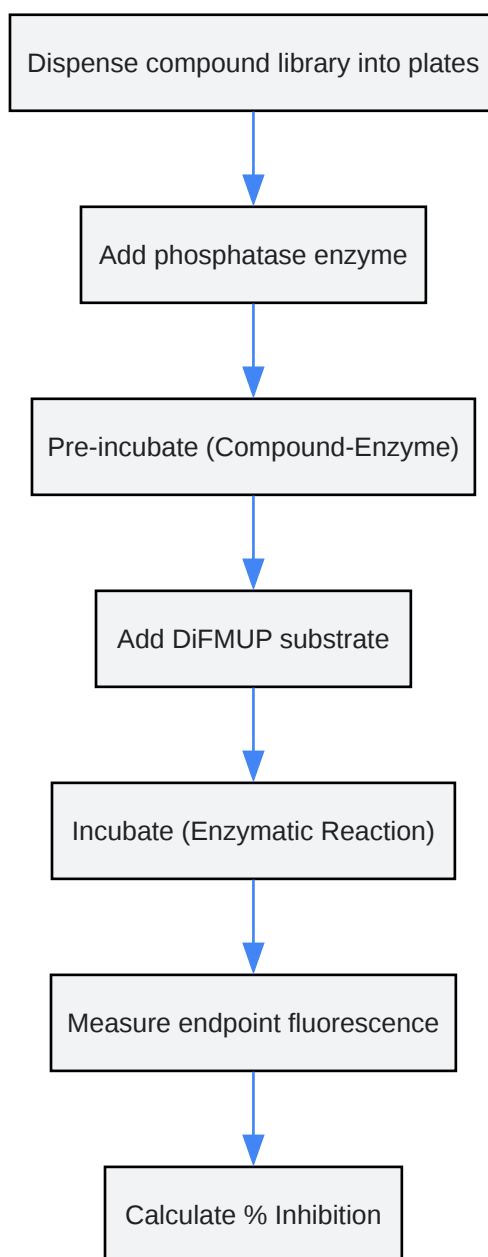 Dispense compound library into plates
Add phosphatase enzyme
Pre-incubate (Compound-Enzyme)
Add DiFMUP substrate
Incubate (Enzymatic Reaction)
Measure endpoint fluorescence
Calculate % Inhibition